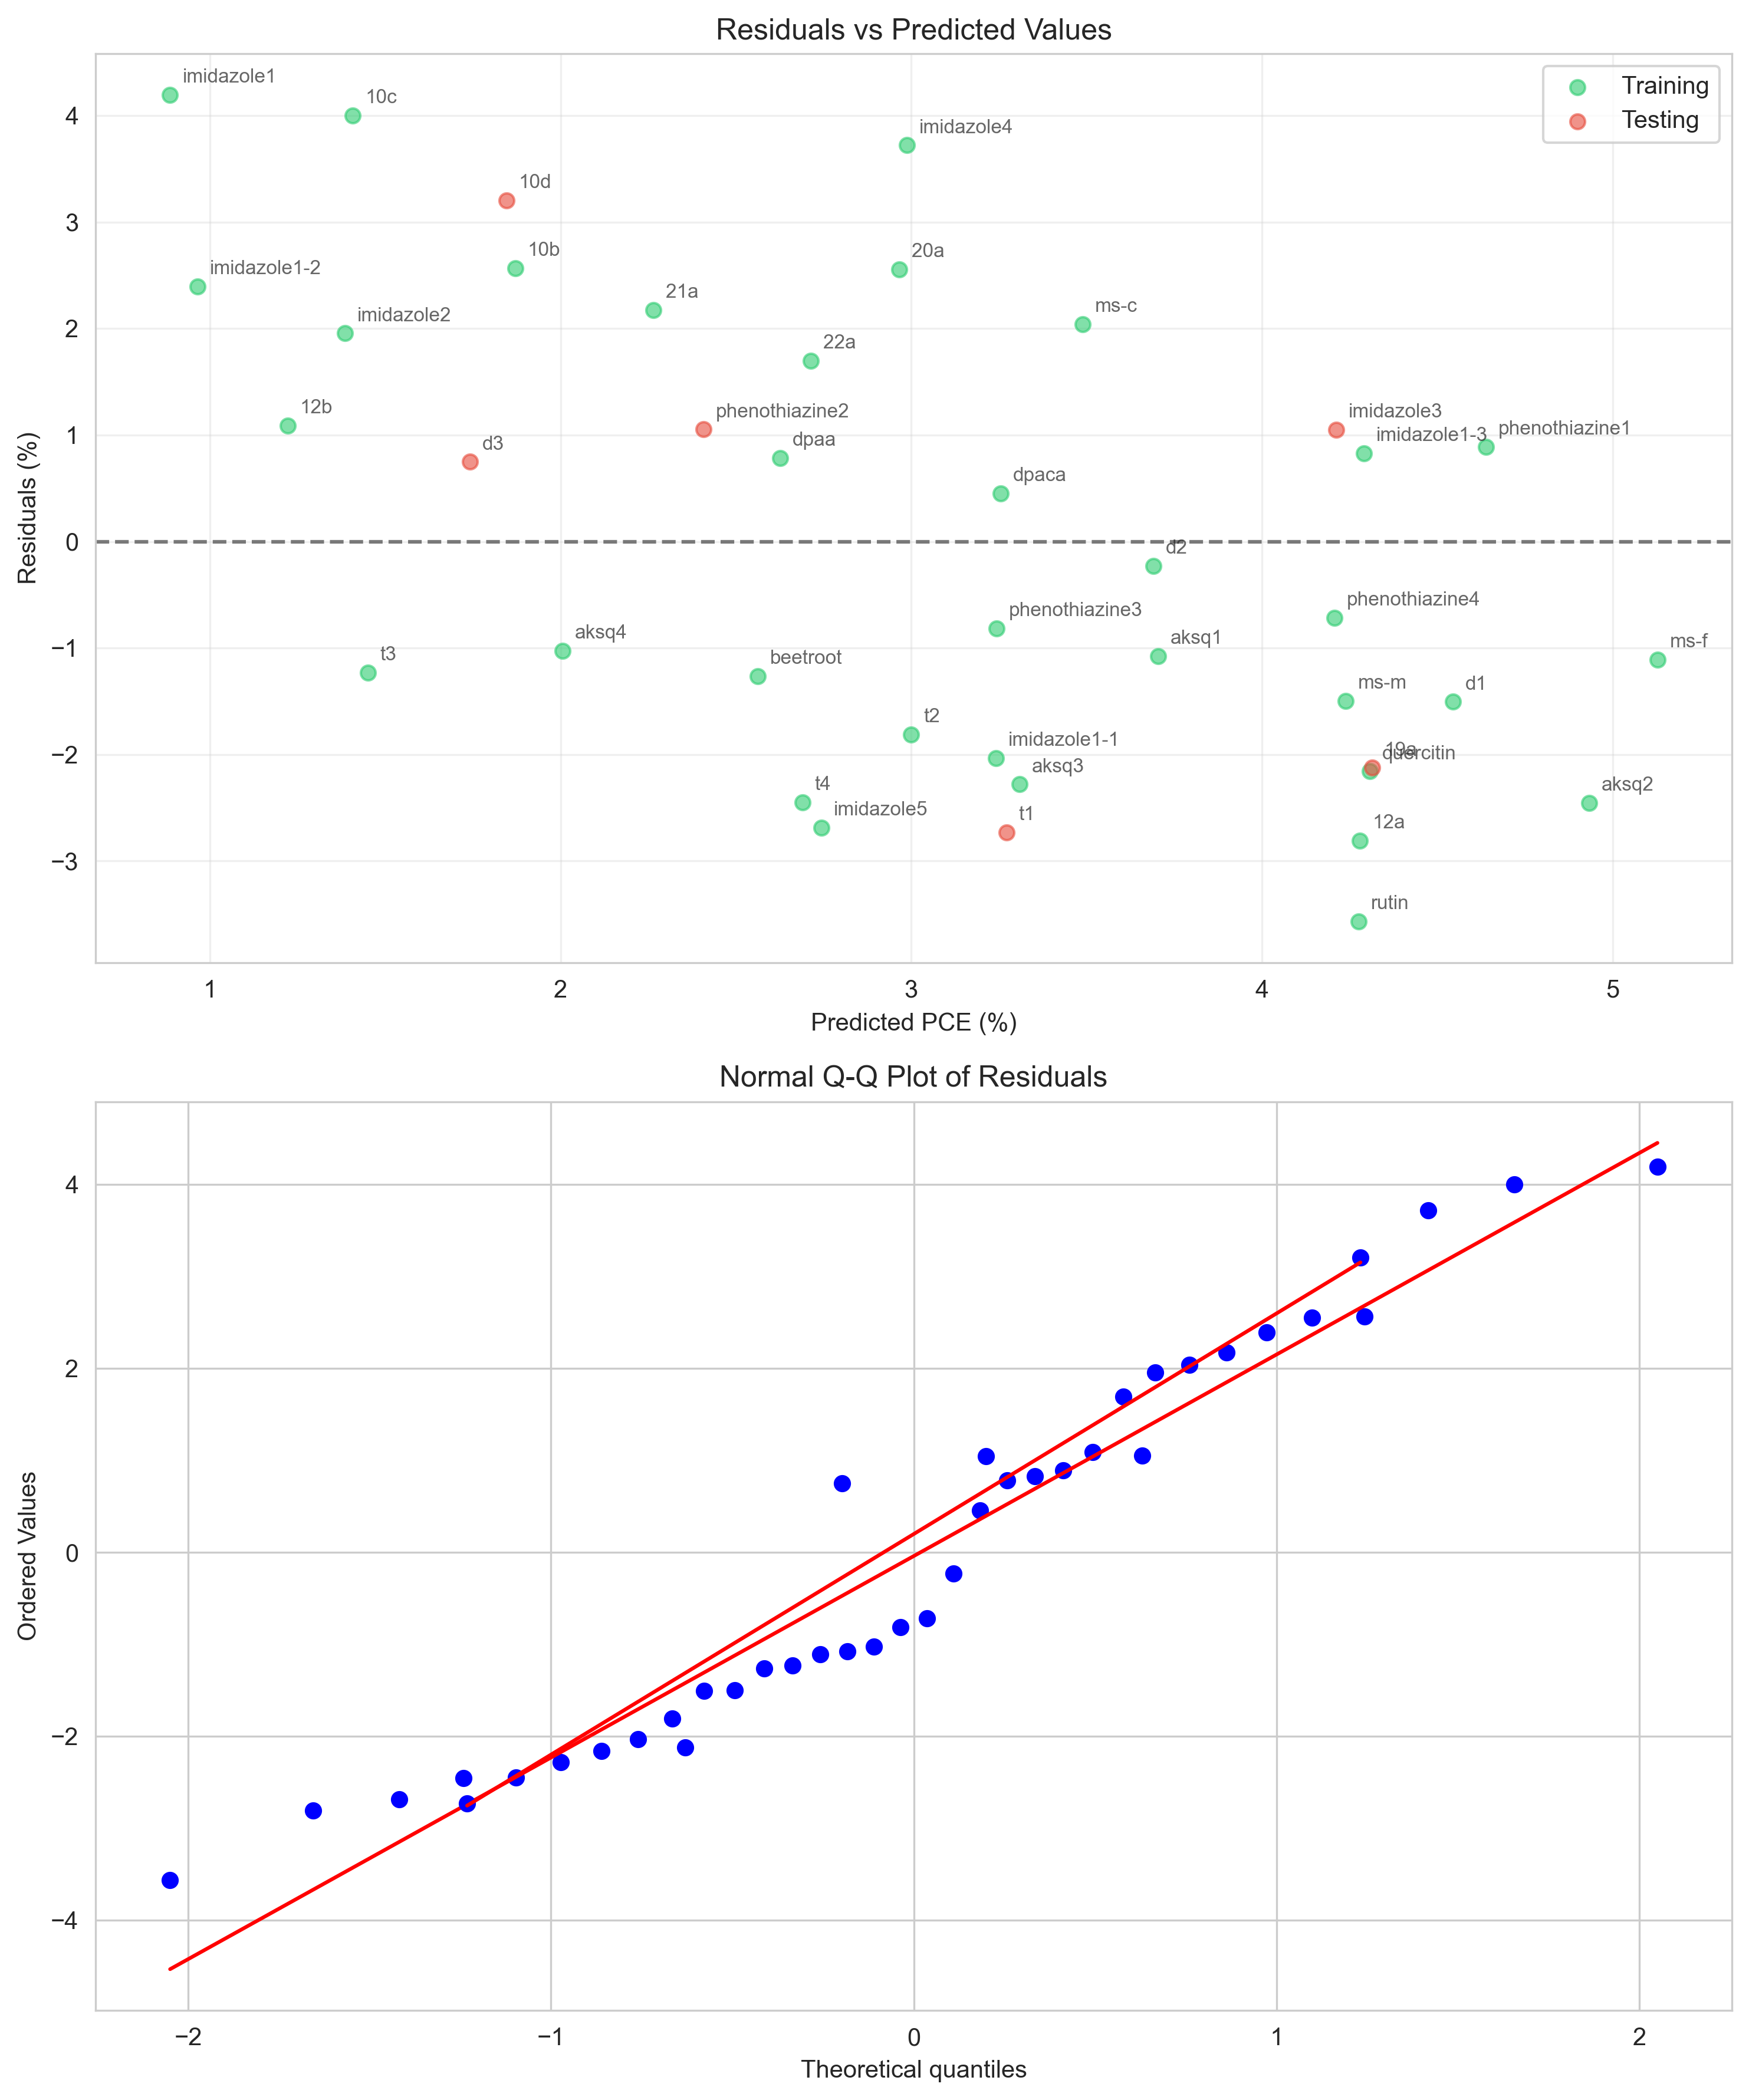 Residuals vs Predicted Values
imidazole1
10c
imidazole4
Training
Testing
10d
10b
20a
imidazole1-2
21a
ms-c
imidazole2
22a
12b
phenothiazine2
imidazole3
d3
dpaa
imidazole1-3
phenothiazine1
dpaca
d2
phenothiazine3
phenothiazine4
aksq4
aksq1
t3
beetroot
ms-f
ms-m
d1
t2
imidazole1-1
19a
quercitin
aksq3
t4
aksq2
imidazole5
t1
12a
rutin
4
3
2
1
0
−1
−2
−3
Residuals (%)
1
2
3
4
5
Predicted PCE (%)
Normal Q-Q Plot of Residuals
4
2
0
−2
−4
Ordered Values
−2
−1
0
1
2
Theoretical quantiles